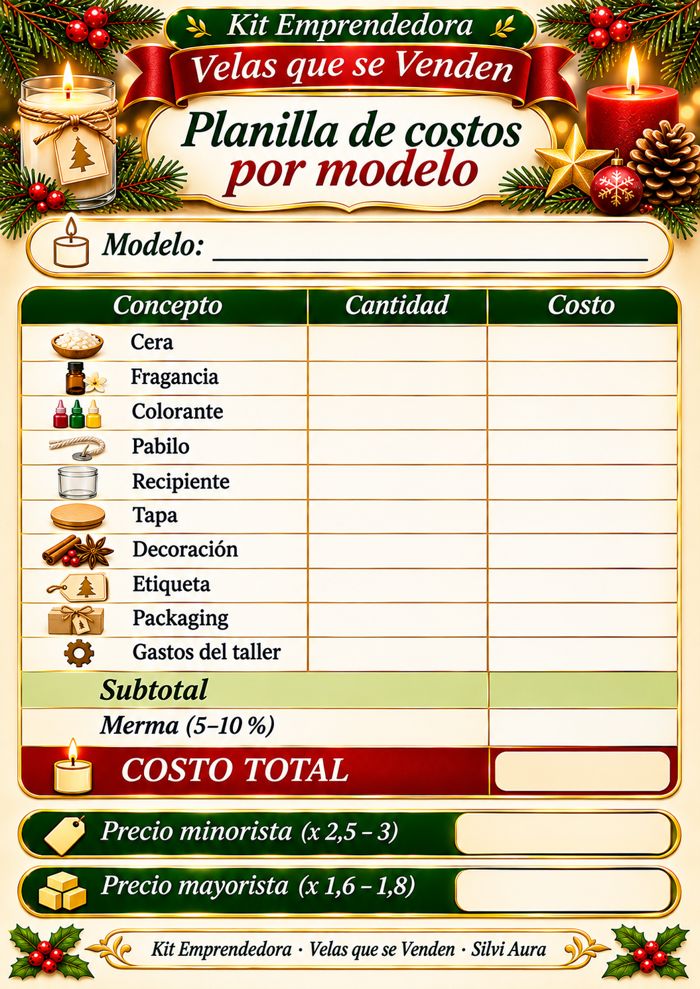 Kit Emprendedora
Velas que se Venden
Planilla de costos
por modelo
Modelo:
Concepto Cantidad Costo
Cera
Fragancia
Colorante
Pabilo
Recipiente
Tapa
Decoración
Etiqueta
Packaging
Gastos del taller
Subtotal
Merma (5–10 %)
COSTO TOTAL
Precio minorista (x 2,5 – 3)
Precio mayorista (x 1,6 – 1,8)
Kit Emprendedora · Velas que se Venden · Silvi Aura